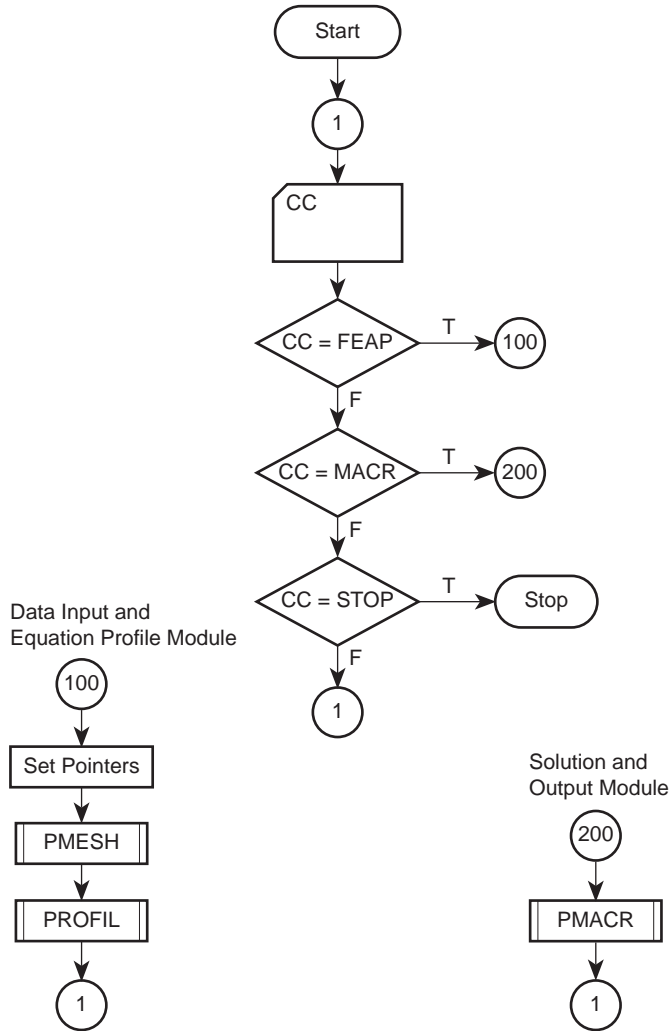 Start
1
CC
CC = FEAP
T
100
F
CC = MACR
T
200
F
CC = STOP
T
Stop
F
1
Data Input and
Equation Profile Module
100
Set Pointers
PMESH
PROFIL
1
Solution and
Output Module
200
PMACR
1